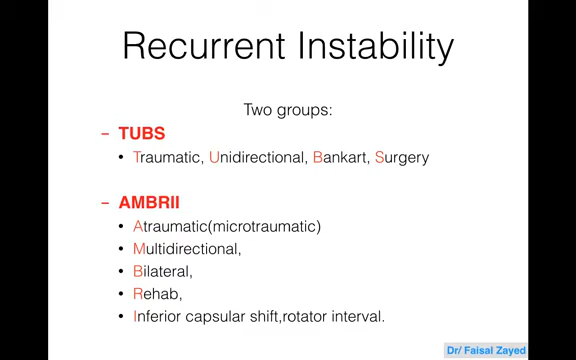 Recurrent Instability
Two groups:
– TUBS
• Traumatic, Unidirectional, Bankart, Surgery
– AMBRII
• Atraumatic(microtraumatic)
• Multidirectional,
• Bilateral,
• Rehab,
• Inferior capsular shift,rotator interval.
Dr/ Faisal Zayed